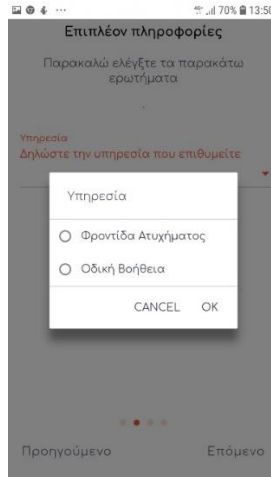 70% 13:50
Επιπλέον πληροφορίες
Παρακαλώ ελέγξτε τα παρακάτω
ερωτήματα
.
Υπηρεσία
Δηλώστε την υπηρεσία που επιθυμείτε
Υπηρεσία
Φροντίδα Ατυχήματος
Οδική Βοήθεια
CANCEL OK
Προηγούμενο Επόμενο